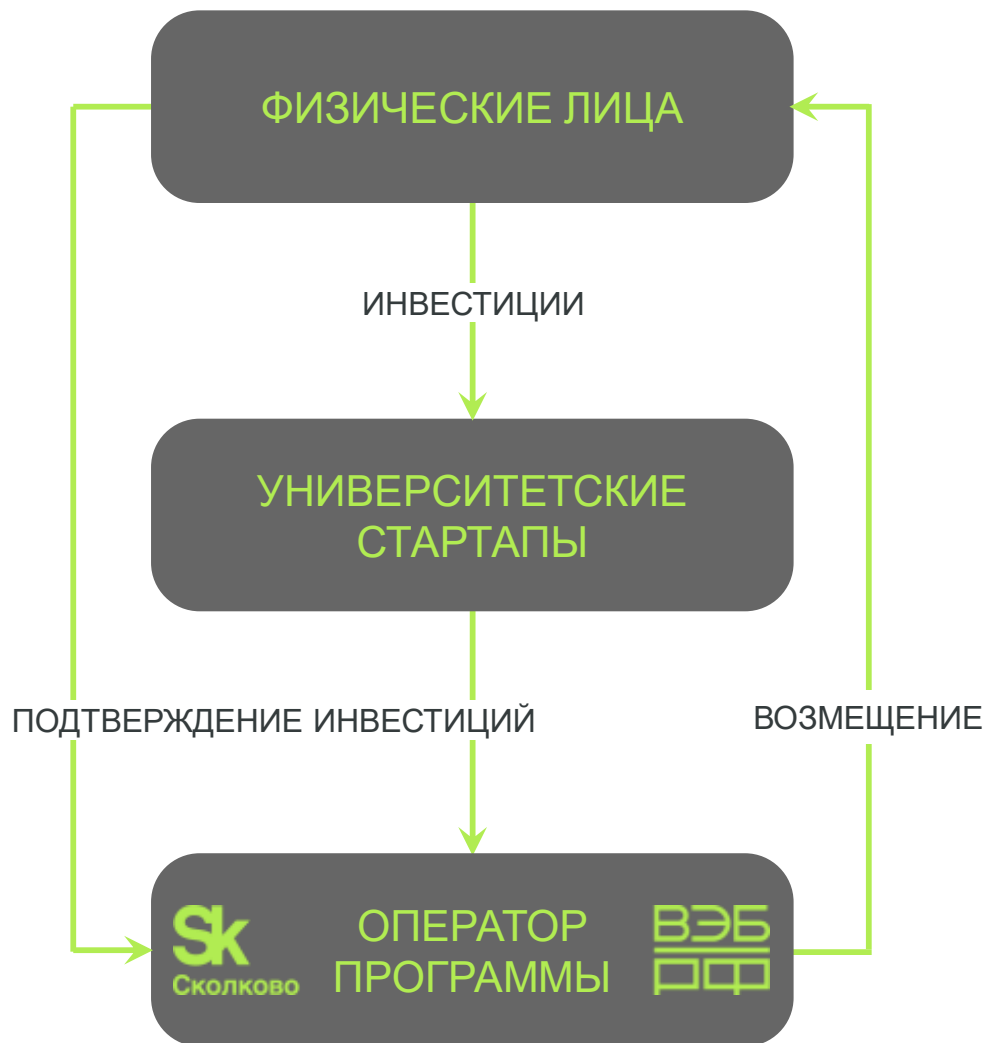 ФИЗИЧЕСКИЕ ЛИЦА
ИНВЕСТИЦИИ
УНИВЕРСИТЕТСКИЕ
СТАРТАПЫ
ПОДТВЕРЖДЕНИЕ ИНВЕСТИЦИЙ
ВОЗМЕЩЕНИЕ
Sk
Сколково
ОПЕРАТОР
ПРОГРАММЫ
ВЭБ
РФ